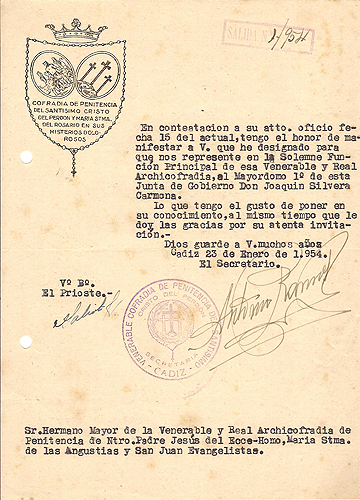 SALIDA N.
COFRADIA DE PENITENCIA
DEL SANTISIMO CRISTO
DEL PERDON Y MARIA STMA.
DEL ROSARIO EN SUS
MISTERIOS DOLO
ROSOS
En contestacion a su atto. oficio fe-
cha 15 del actual,tengo el honor de ma-
nifestar a V. que he designado para
que nos represente en la Solemne Fun-
ción Principal de esa Venerable y Real
Archicofradia,al Mayordomo 1º de esta
Junta de Gobierno Don Joaquin Silvera
Carmona.
Lo que tengo el gusto de poner en
su conocimiento,al mismo tiempo que le
doy las gracias por su atenta invita-
ción.-
Dios guarde a V.muchos años
Cadiz 23 de Enero de 1.954.
El Secretario.
Vº Bº.
El Prioste.-
VENERABLE COFRADIA DE PENITENCIA DEL SANTISIMO
CRISTO DEL PERDON
SECRETARIA
- CADIZ -
Sr.Hermano Mayor de la Venerable y Real Archicofradia de
Penitencia de Ntro.Padre Jesús del Ecce-Homo,Maria Stma.
de las Angustias y San Juan Evangelistas.